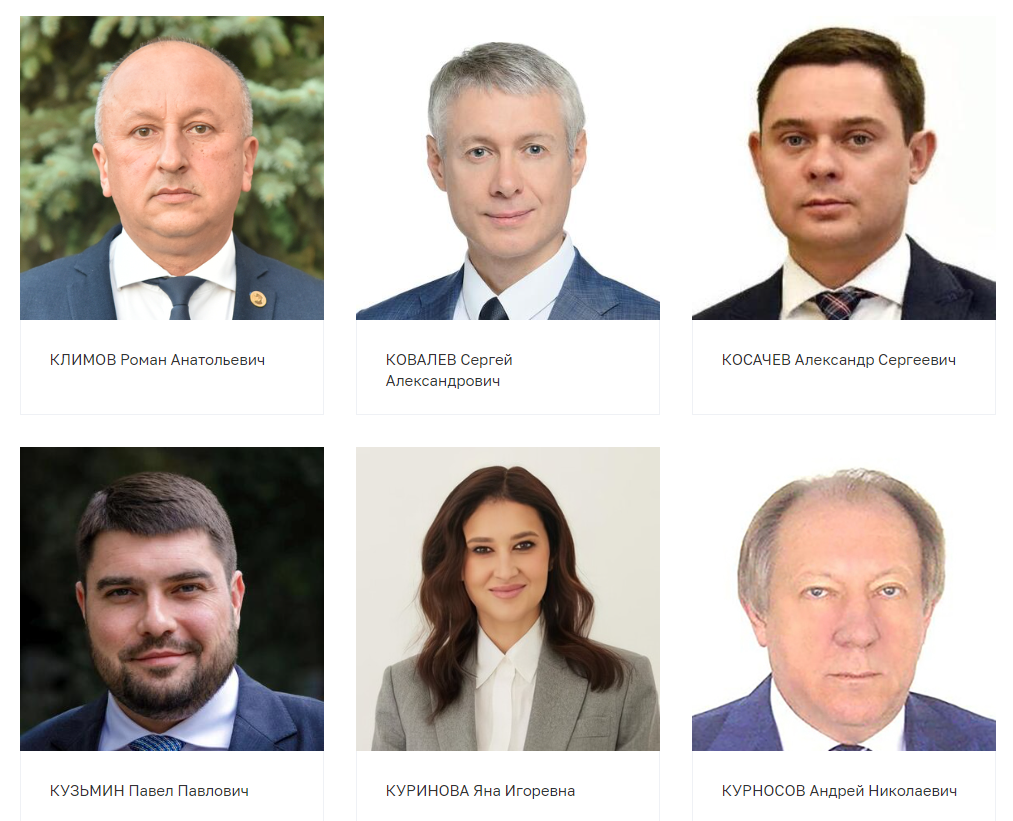 КЛИМОВ Роман Анатольевич
КОВАЛЕВ Сергей
Александрович
КОСАЧЕВ Александр Сергеевич
КУЗЬМИН Павел Павлович
КУРИНОВА Яна Игоревна
КУРНОСОВ Андрей Николаевич